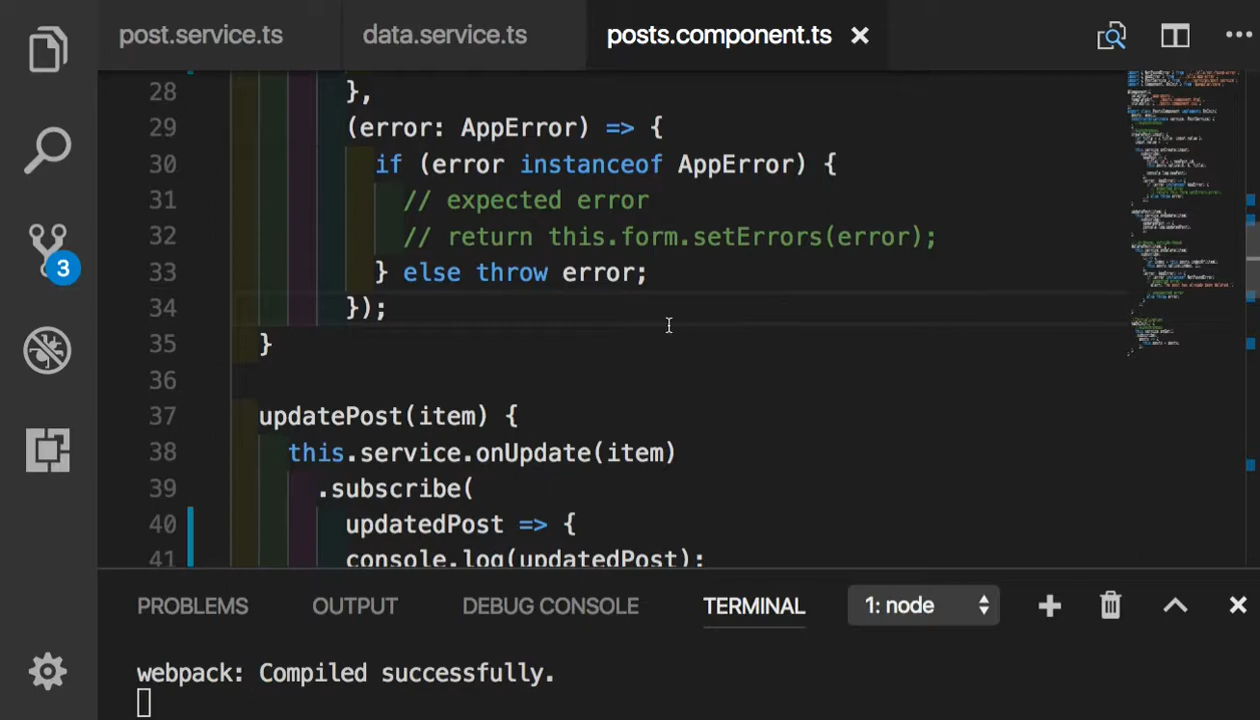 post.service.ts
data.service.ts
posts.component.ts
28 },
29 (error: AppError) => {
30 if (error instanceof AppError) {
31 // expected error
32 // return this.form.setErrors(error);
33 } else throw error;
34 });
35 }
36
37 updatePost(item) {
38 this.service.onUpdate(item)
39 .subscribe(
40 updatedPost => {
41 console.log(updatedPost);
3
PROBLEMS
OUTPUT
DEBUG CONSOLE
TERMINAL
1: node
webpack: Compiled successfully.